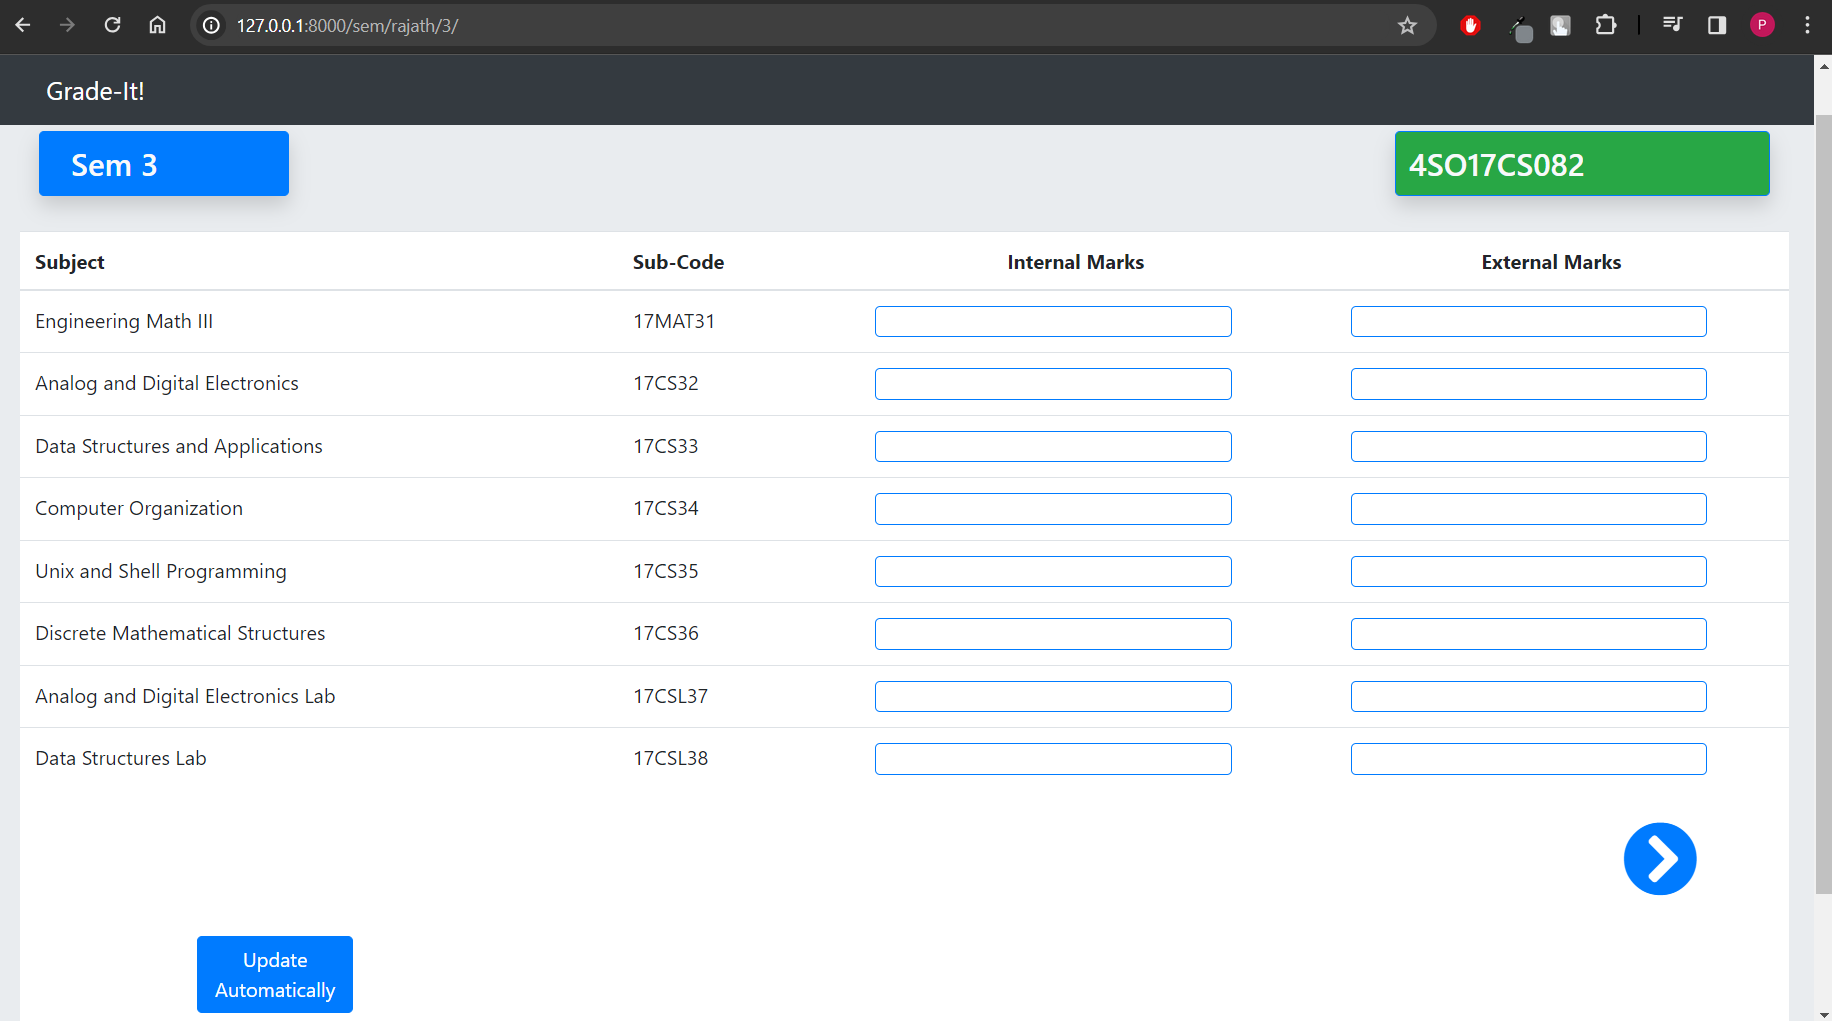 127.0.0.1:8000/sem/rajath/3/
P
Grade-It!
Sem 3
4SO17CS082
Subject Sub-Code Internal Marks External Marks
Engineering Math III 17MAT31
Analog and Digital Electronics 17CS32
Data Structures and Applications 17CS33
Computer Organization 17CS34
Unix and Shell Programming 17CS35
Discrete Mathematical Structures 17CS36
Analog and Digital Electronics Lab 17CSL37
Data Structures Lab 17CSL38
Update
Automatically